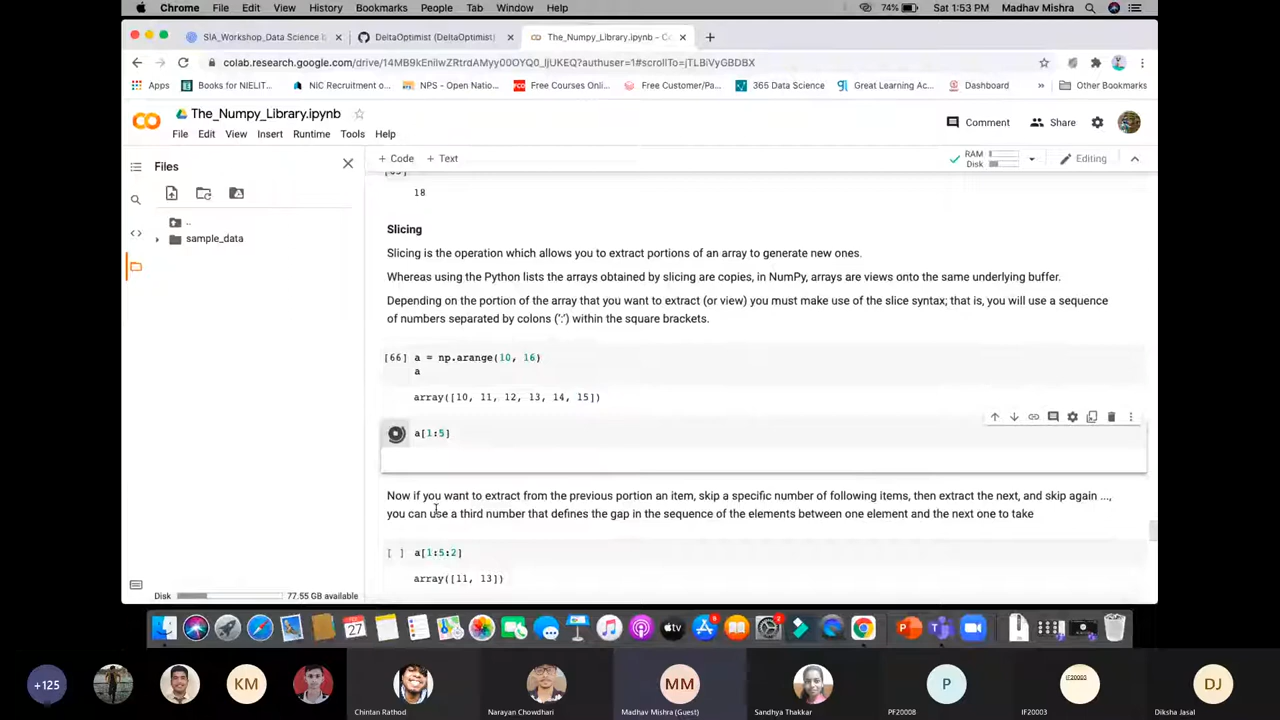 Chrome File Edit View History Bookmarks People Tab Window Help 74% Sat 1:53 PM Madhav Mishra
SIA_Workshop_Data Science b DeltaOptimist (DeltaOptimist) The_Numpy_Library.ipynb - Co
Apps Books for NIELIT... NIC Recruitment o... NPS - Open Natio... Free Courses Onli... Free Customer/Pa... 365 Data Science Great Learning Ac... Dashboard » Other Bookmarks
The_Numpy_Library.ipynb Comment Share
File Edit View Insert Runtime Tools Help
Files + Code + Text RAM Disk Editing
..
sample_data
18
Slicing
Slicing is the operation which allows you to extract portions of an array to generate new ones.
Whereas using the Python lists the arrays obtained by slicing are copies, in NumPy, arrays are views onto the same underlying buffer.
Depending on the portion of the array that you want to extract (or view) you must make use of the slice syntax; that is, you will use a sequence
of numbers separated by colons (':') within the square brackets.
[66] a = np.arange(10, 16)
a
array([10, 11, 12, 13, 14, 15])
a[1:5]
Now if you want to extract from the previous portion an item, skip a specific number of following items, then extract the next, and skip again ...,
you can use a third number that defines the gap in the sequence of the elements between one element and the next one to take
[ ] a[1:5:2]
array([11, 13])
Disk 77.55 GB available
+125 KM MM P DJ
Chintan Rathod Narayan Chowdhari Madhav Mishra (Guest) Sandhya Thakkar PF20008 IF20003 Diksha Jasal